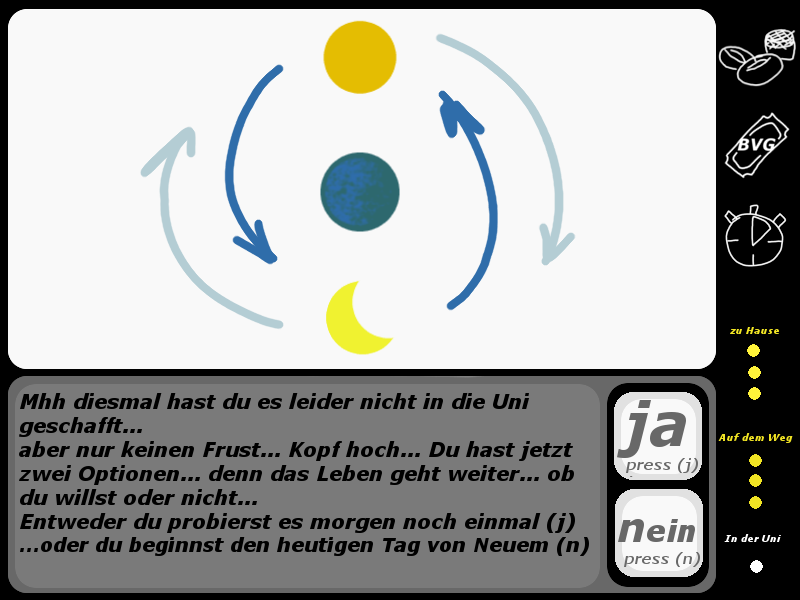 BVG
zu Hause
Auf dem Weg
In der Uni
Mhh diesmal hast du es leider nicht in die Uni
geschafft...
aber nur keinen Frust... Kopf hoch... Du hast jetzt
zwei Optionen... denn das Leben geht weiter... ob
du willst oder nicht...
Entweder du probierst es morgen noch einmal (j)
...oder du beginnst den heutigen Tag von Neuem (n)
ja
press (j)
nein
press (n)